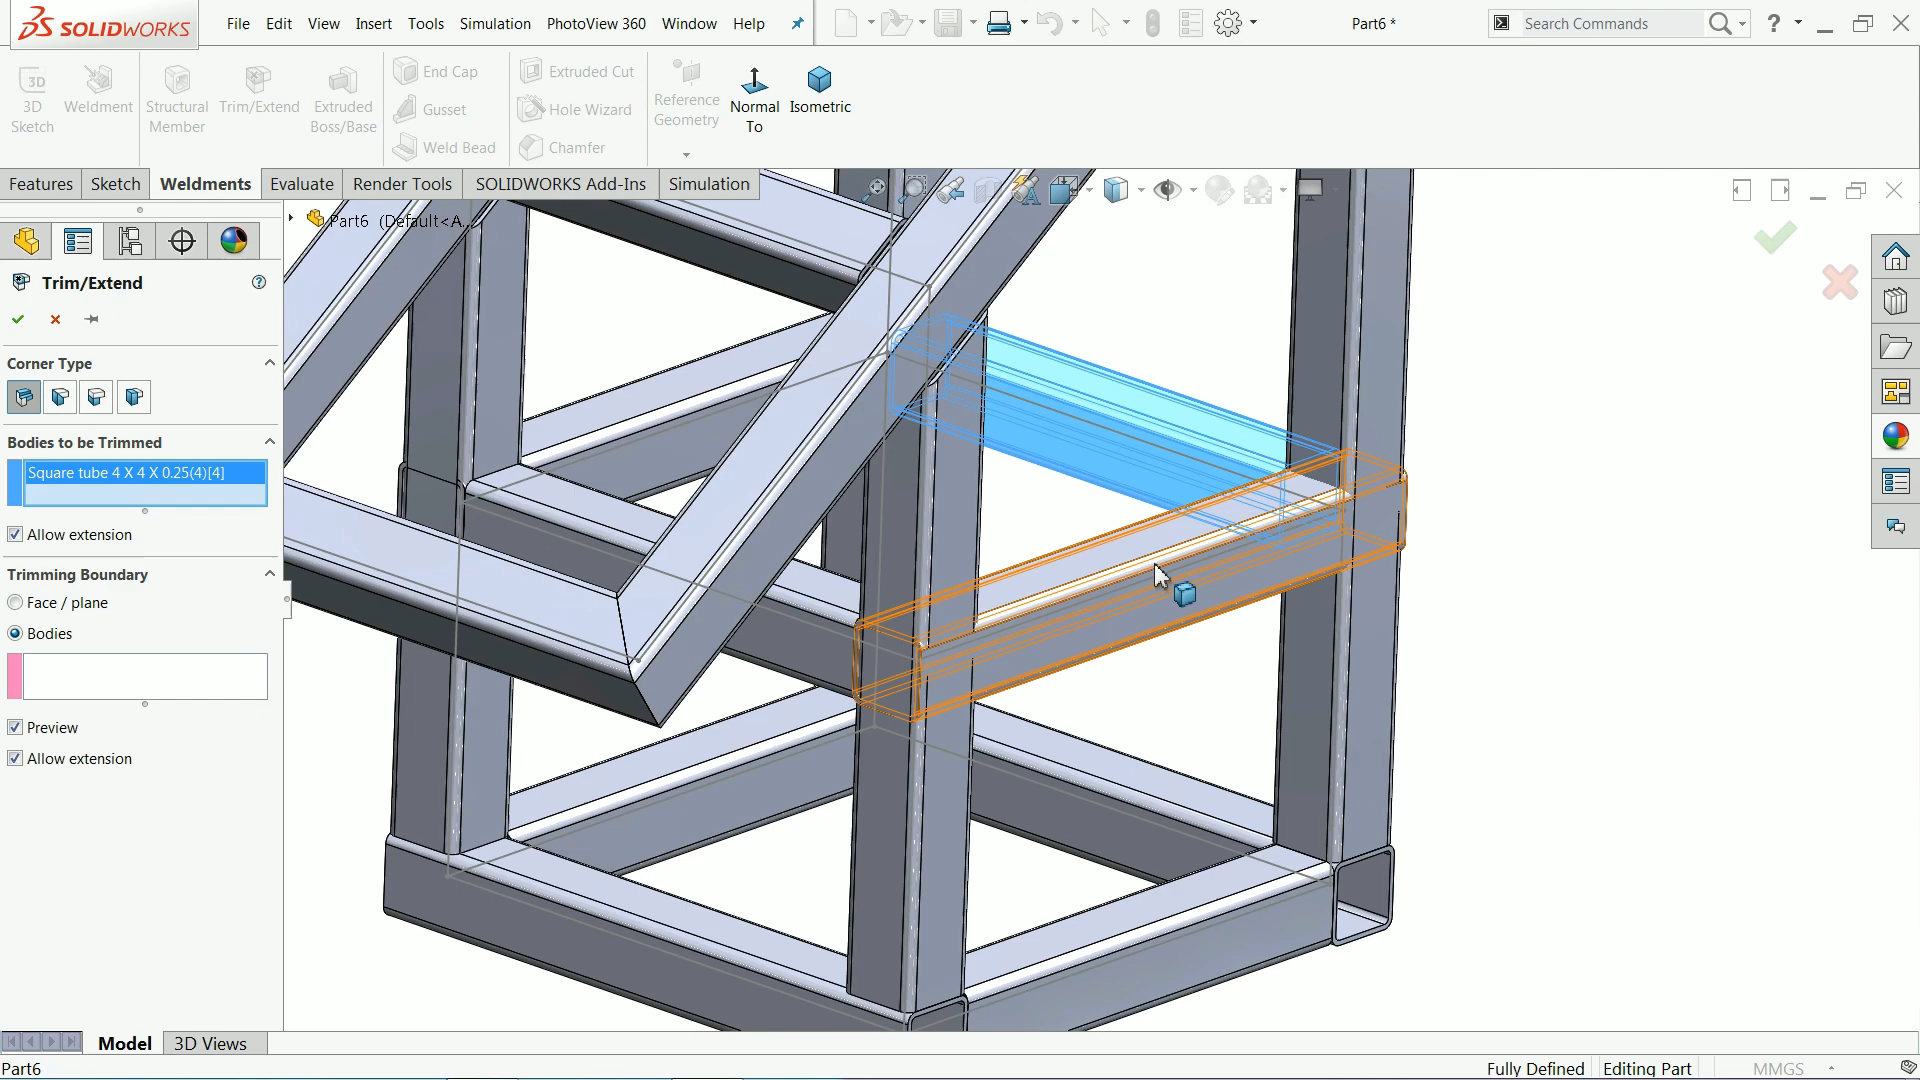 SOLIDWORKS
File Edit View Insert Tools Simulation PhotoView 360 Window Help
Part6 *
Search Commands
?
3D
3D Sketch
Weldment
Structural Member
Trim/Extend
Extruded Boss/Base
End Cap
Gusset
Weld Bead
Extruded Cut
Hole Wizard
Chamfer
Reference Geometry
Normal To
Isometric
Features Sketch Weldments Evaluate Render Tools SOLIDWORKS Add-Ins Simulation
Part6 (Default<A...
Trim/Extend
?
Corner Type
Bodies to be Trimmed
Square tube 4 X 4 X 0.25(4)[4]
Allow extension
Trimming Boundary
Face / plane
Bodies
Preview
Allow extension
Model 3D Views
Part6
Fully Defined Editing Part MMGS